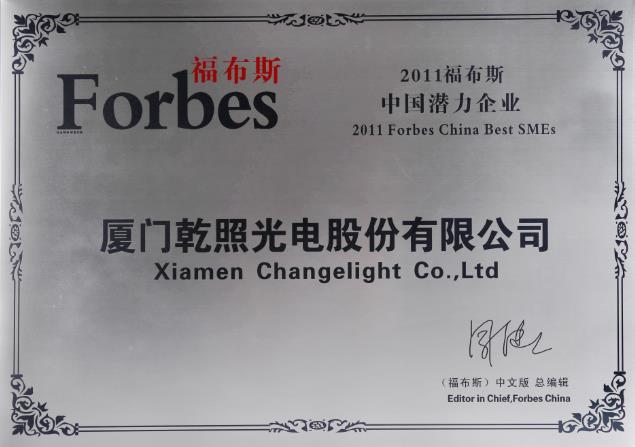 福布斯
Forbes
2011福布斯
中国潜力企业
2011 Forbes China Best SMEs
厦门乾照光电股份有限公司
Xiamen Changelight Co.,Ltd
（福布斯）中文版 总编辑
Editor in Chief,Forbes China